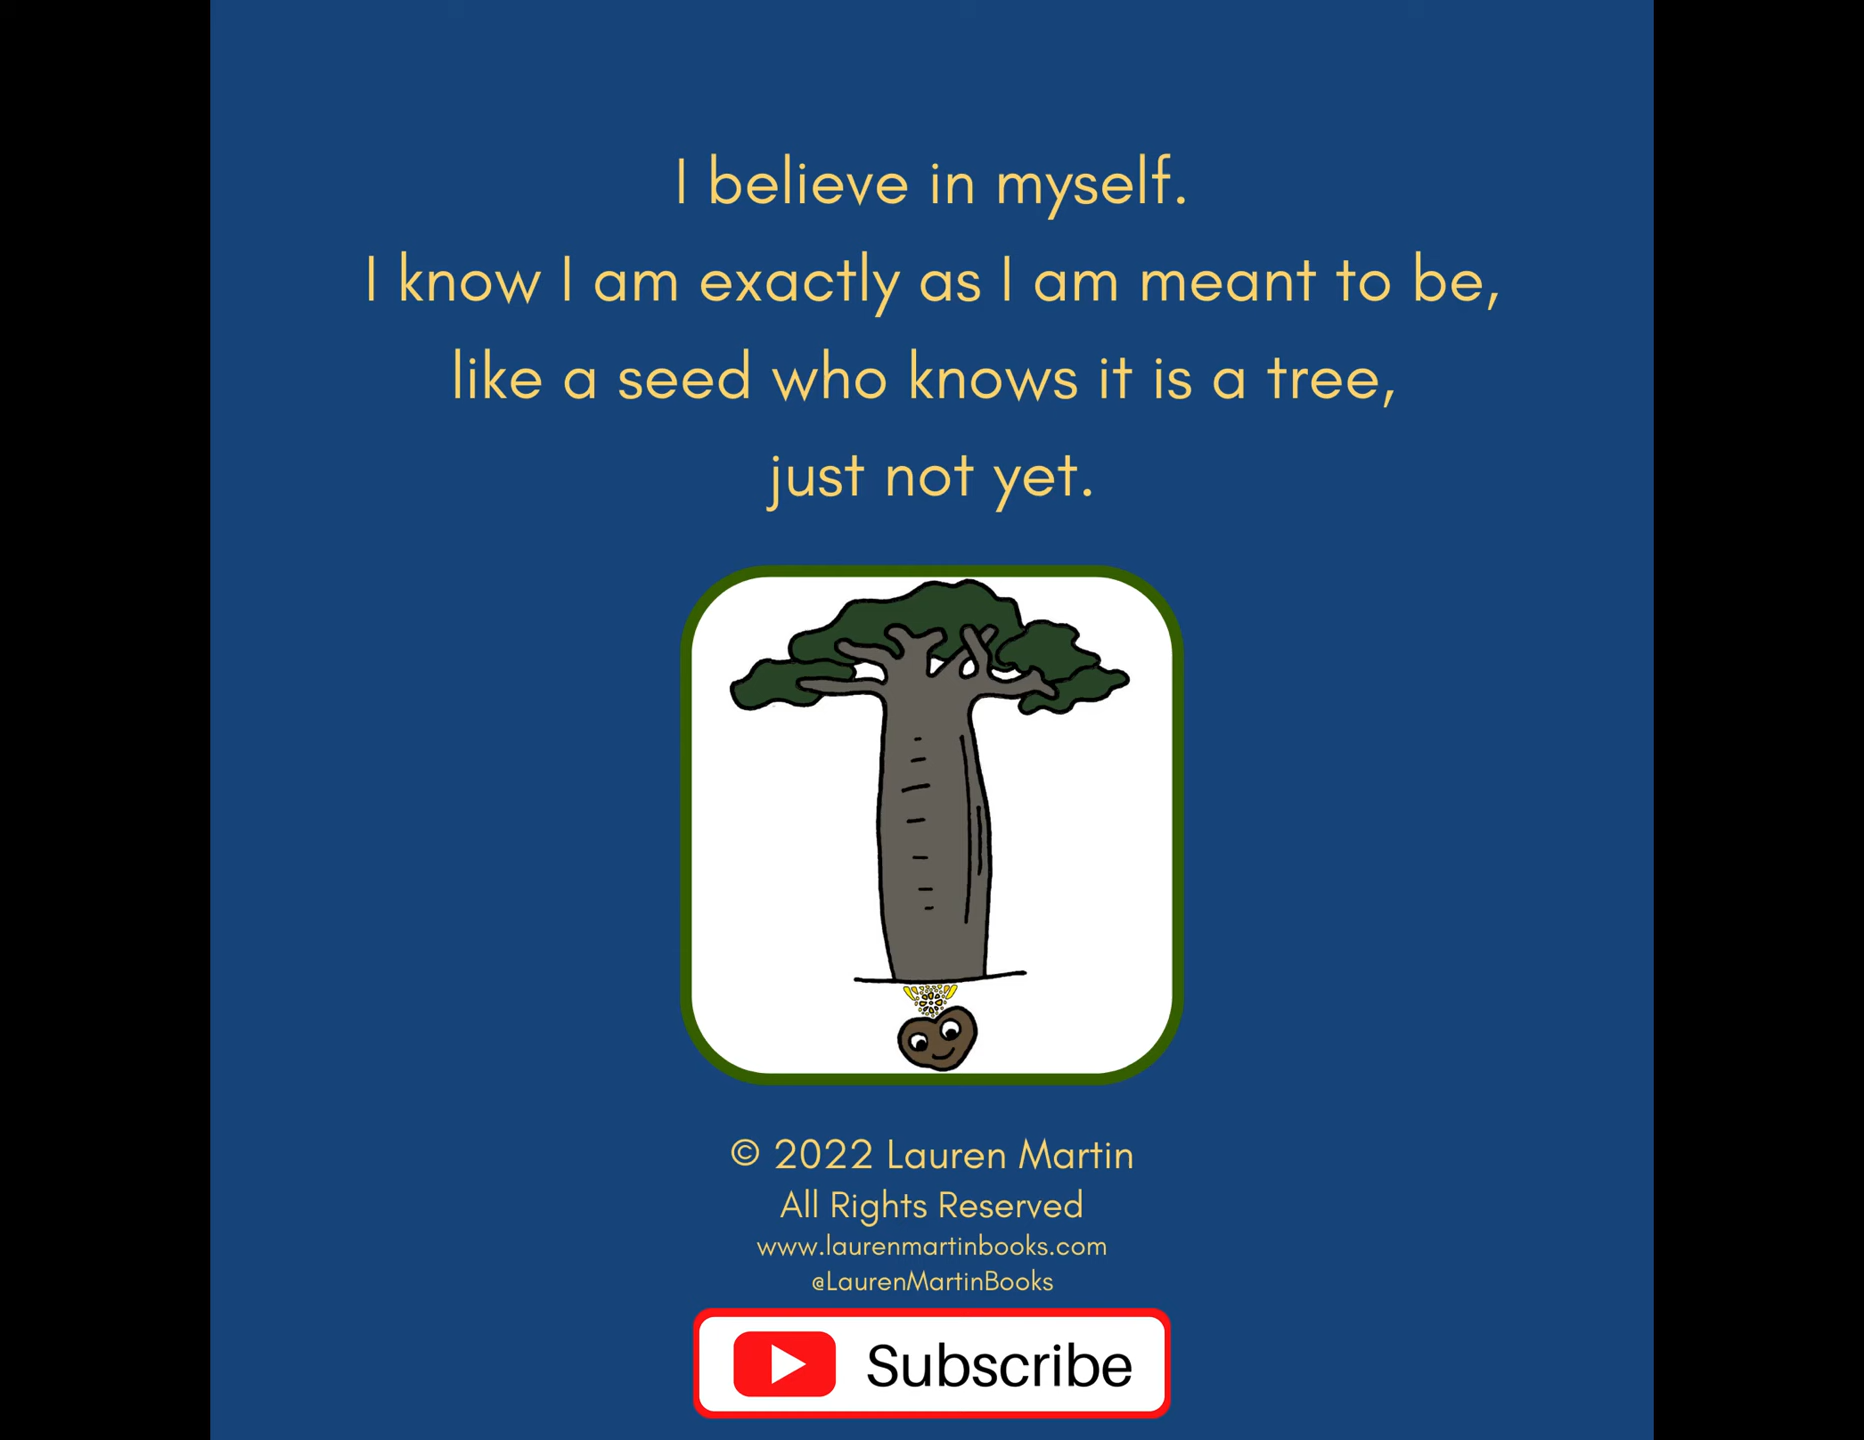 I believe in myself.
I know I am exactly as I am meant to be,
like a seed who knows it is a tree,
just not yet.
© 2022 Lauren Martin
All Rights Reserved
www.laurenmartinbooks.com
@LaurenMartinBooks
Subscribe